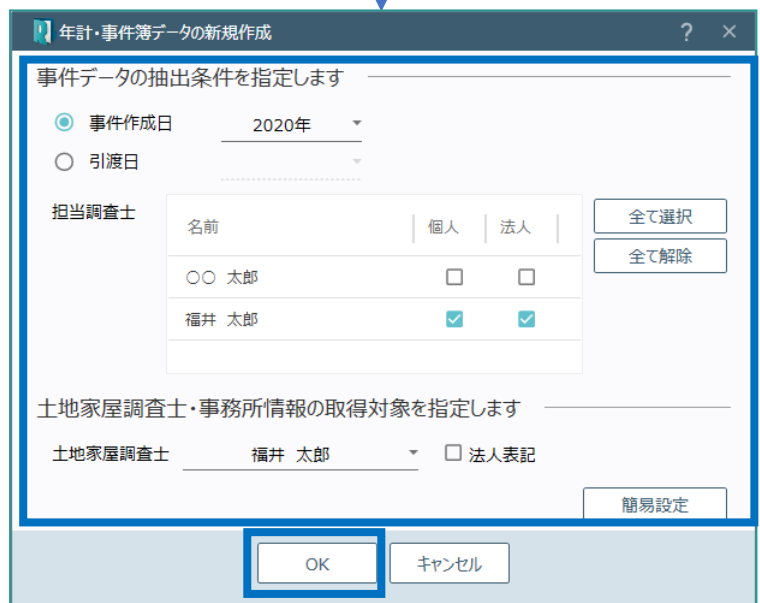 年計・事件簿データの新規作成 ? ×
事件データの抽出条件を指定します
事件作成日 2020年
引渡日
担当調査士
名前 個人 法人
全て選択
全て解除
〇〇 太郎
福井 太郎
土地家屋調査士・事務所情報の取得対象を指定します
土地家屋調査士 福井 太郎 法人表記
簡易設定
OK キャンセル